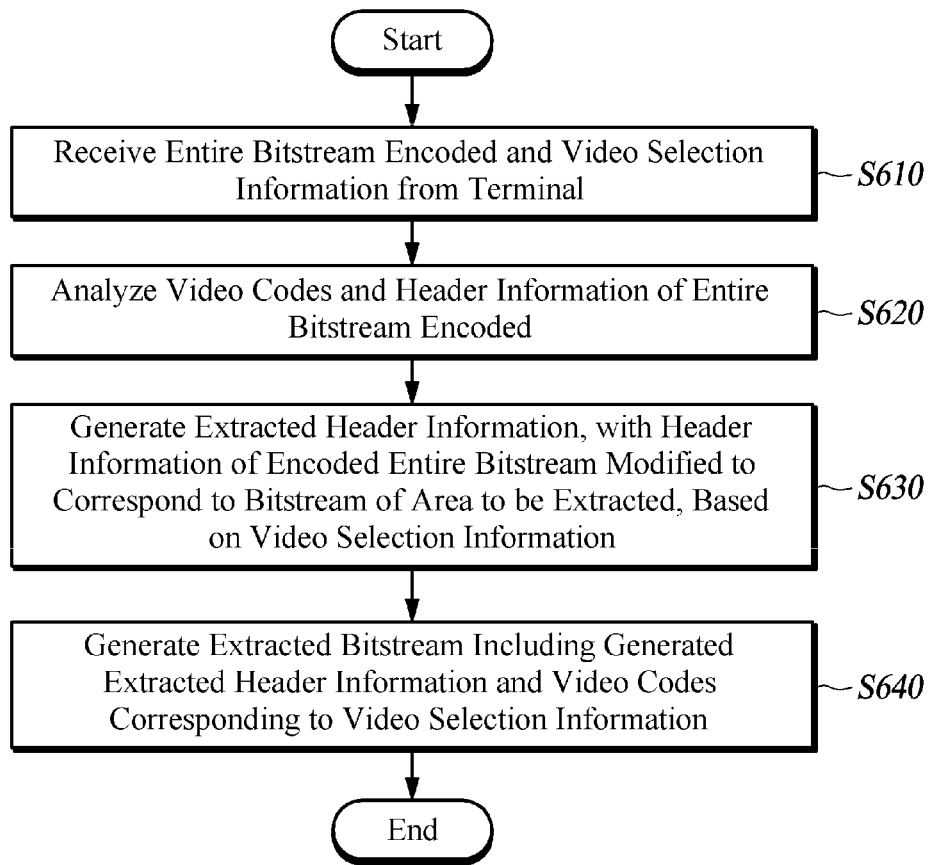 Start
Receive Entire Bitstream Encoded and Video Selection
Information from Terminal
S610
Analyze Video Codes and Header Information of Entire
Bitstream Encoded
S620
Generate Extracted Header Information, with Header
Information of Encoded Entire Bitstream Modified to
Correspond to Bitstream of Area to be Extracted, Based
on Video Selection Information
S630
Generate Extracted Bitstream Including Generated
Extracted Header Information and Video Codes
Corresponding to Video Selection Information
S640
End